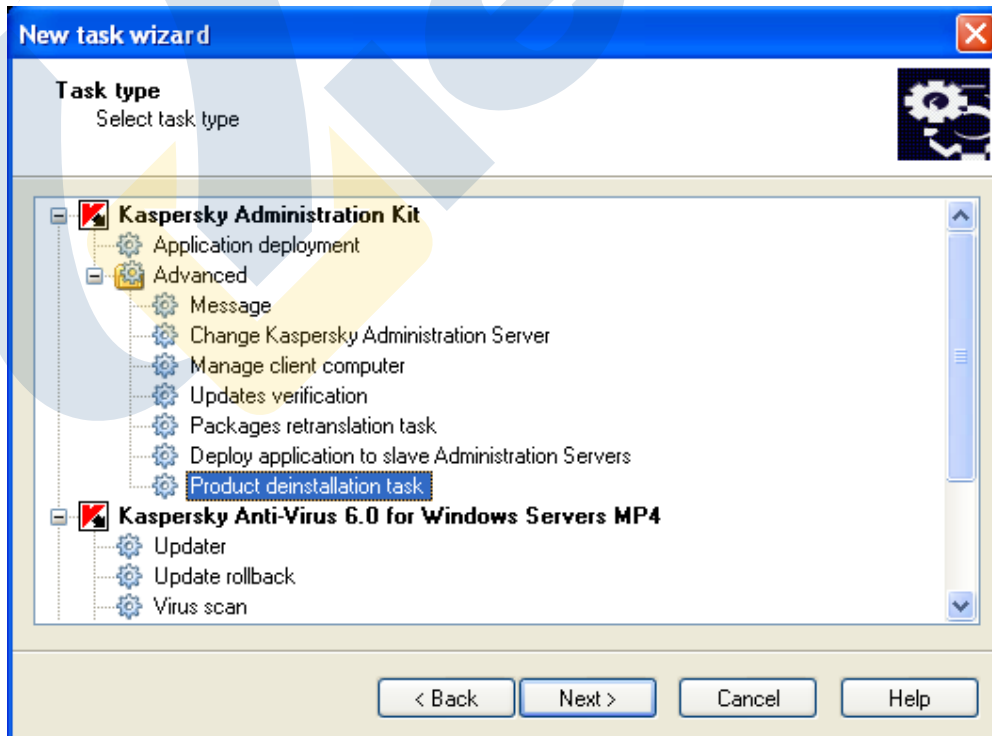 New task wizard
Task type
Select task type
Kaspersky Administration Kit
Application deployment
Advanced
Message
Change Kaspersky Administration Server
Manage client computer
Updates verification
Packages retranslation task
Deploy application to slave Administration Servers
Product deinstallation task
Kaspersky Anti-Virus 6.0 for Windows Servers MP4
Updater
Update rollback
Virus scan
< Back Next > Cancel Help